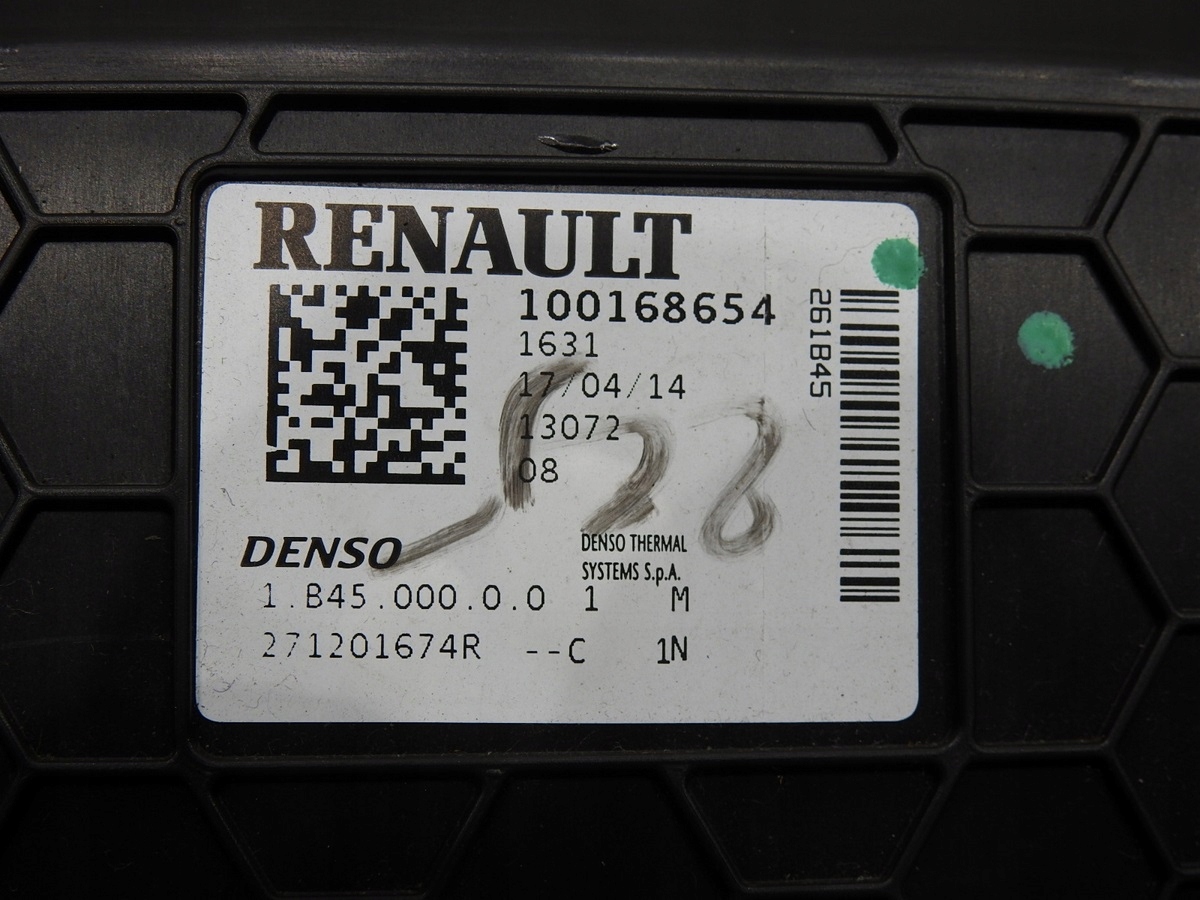 RENAULT
100168654
1631
17/04/14
13072
08
261845
528
DENSO
DENSO THERMAL
SYSTEMS S.p.A.
1.B45.000.0.0 1 M
271201674R --C 1N